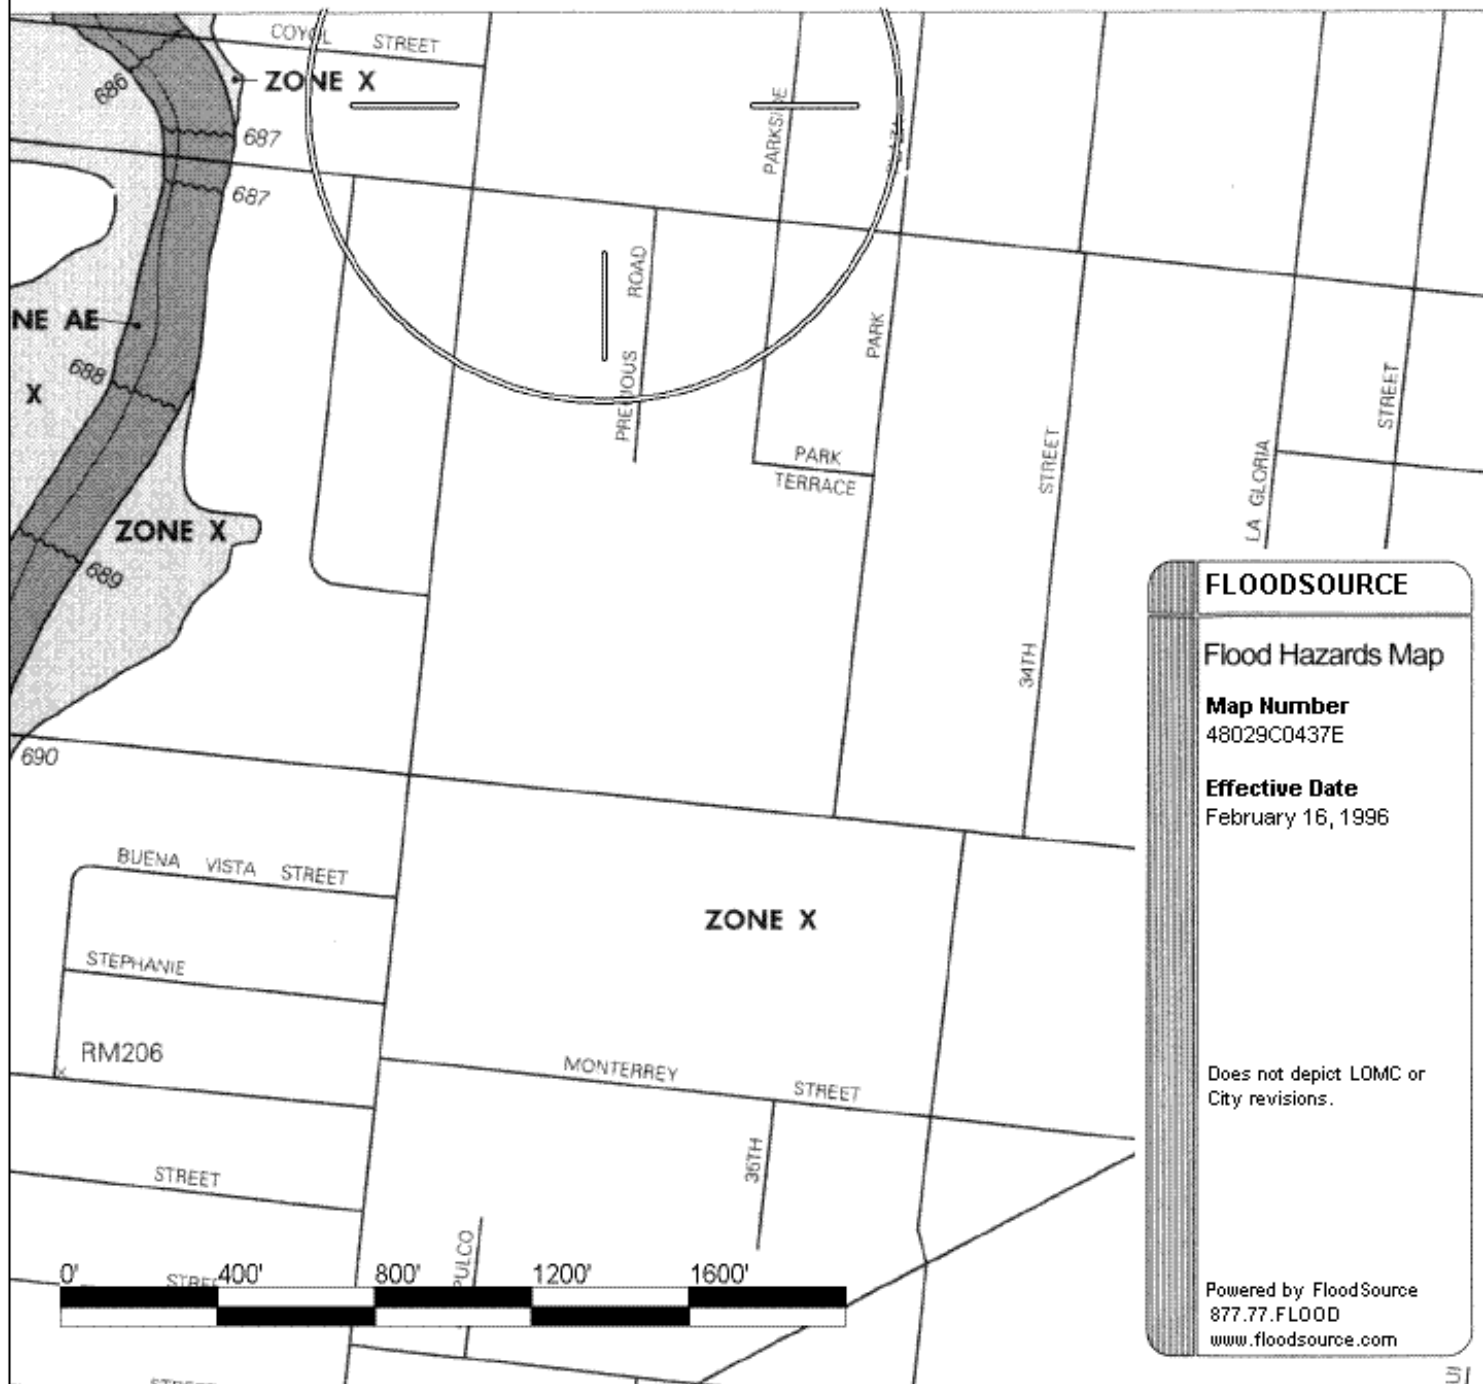 COYOL STREET
686
ZONE X
687
687
PARKSIDE
ROAD
PRECIOUS
PARK
NE AE
688
X
ZONE X
689
PARK
TERRACE
STREET
34TH
LA GLORIA
STREET
690
BUENA VISTA STREET
STEPHANIE
RM206
ZONE X
MONTERREY STREET
STREET
36TH
PULCO
0' 400' 800' 1200' 1600'
FLOODSOURCE
Flood Hazards Map
Map Number
48029C0437E
Effective Date
February 16, 1996
Does not depict LOMC or
City revisions.
Powered by FloodSource
877.77.FLOOD
www.floodsource.com